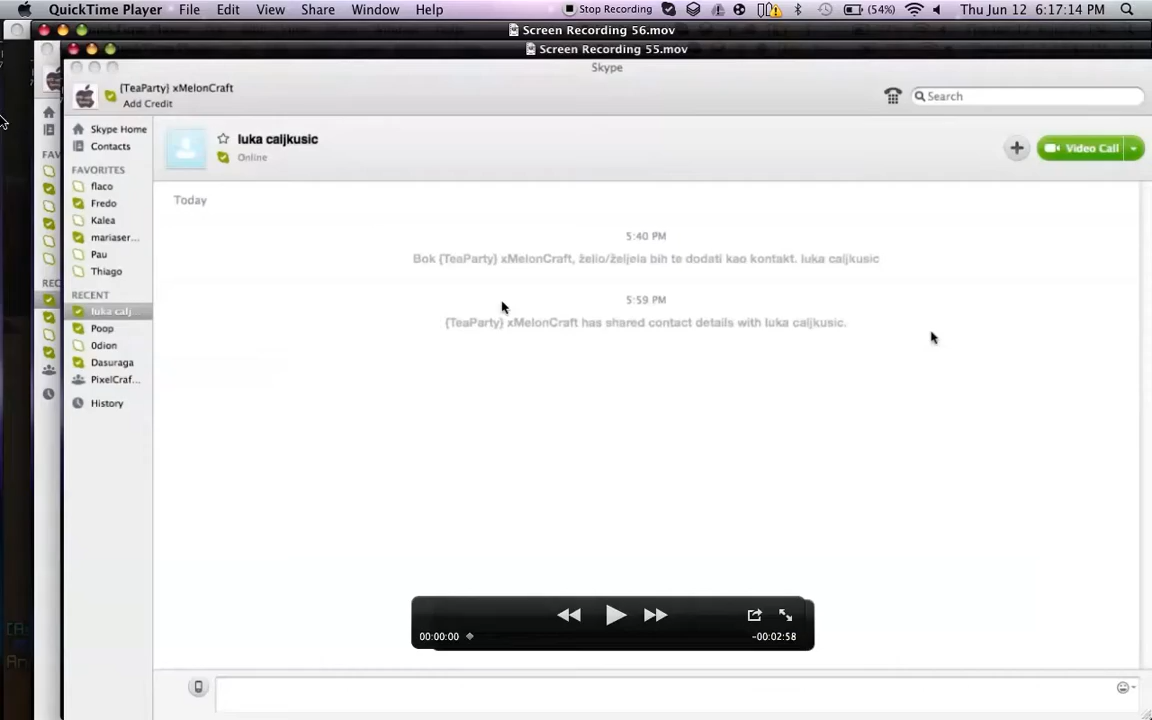 QuickTime Player File Edit View Share Window Help Stop Recording (54%) Thu Jun 12 6:17:14 PM
Screen Recording 56.mov
Screen Recording 55.mov
Skype
{TeaParty} xMelonCraft
Add Credit
Search
Skype Home
Contacts
luka caljkusic
Online
Video Call
FAV
FAVORITES
flaco
Fredo
Kalea
mariaser...
Pau
Thiago
REC
RECENT
luka calj...
Poop
0dion
Dasuraga
PixelCraf...
History
Today
5:40 PM
Bok {TeaParty} xMelonCraft, želio/željela bih te dodati kao kontakt. luka caljkusic
5:59 PM
{TeaParty} xMelonCraft has shared contact details with luka caljkusic.
00:00:00
-00:02:58